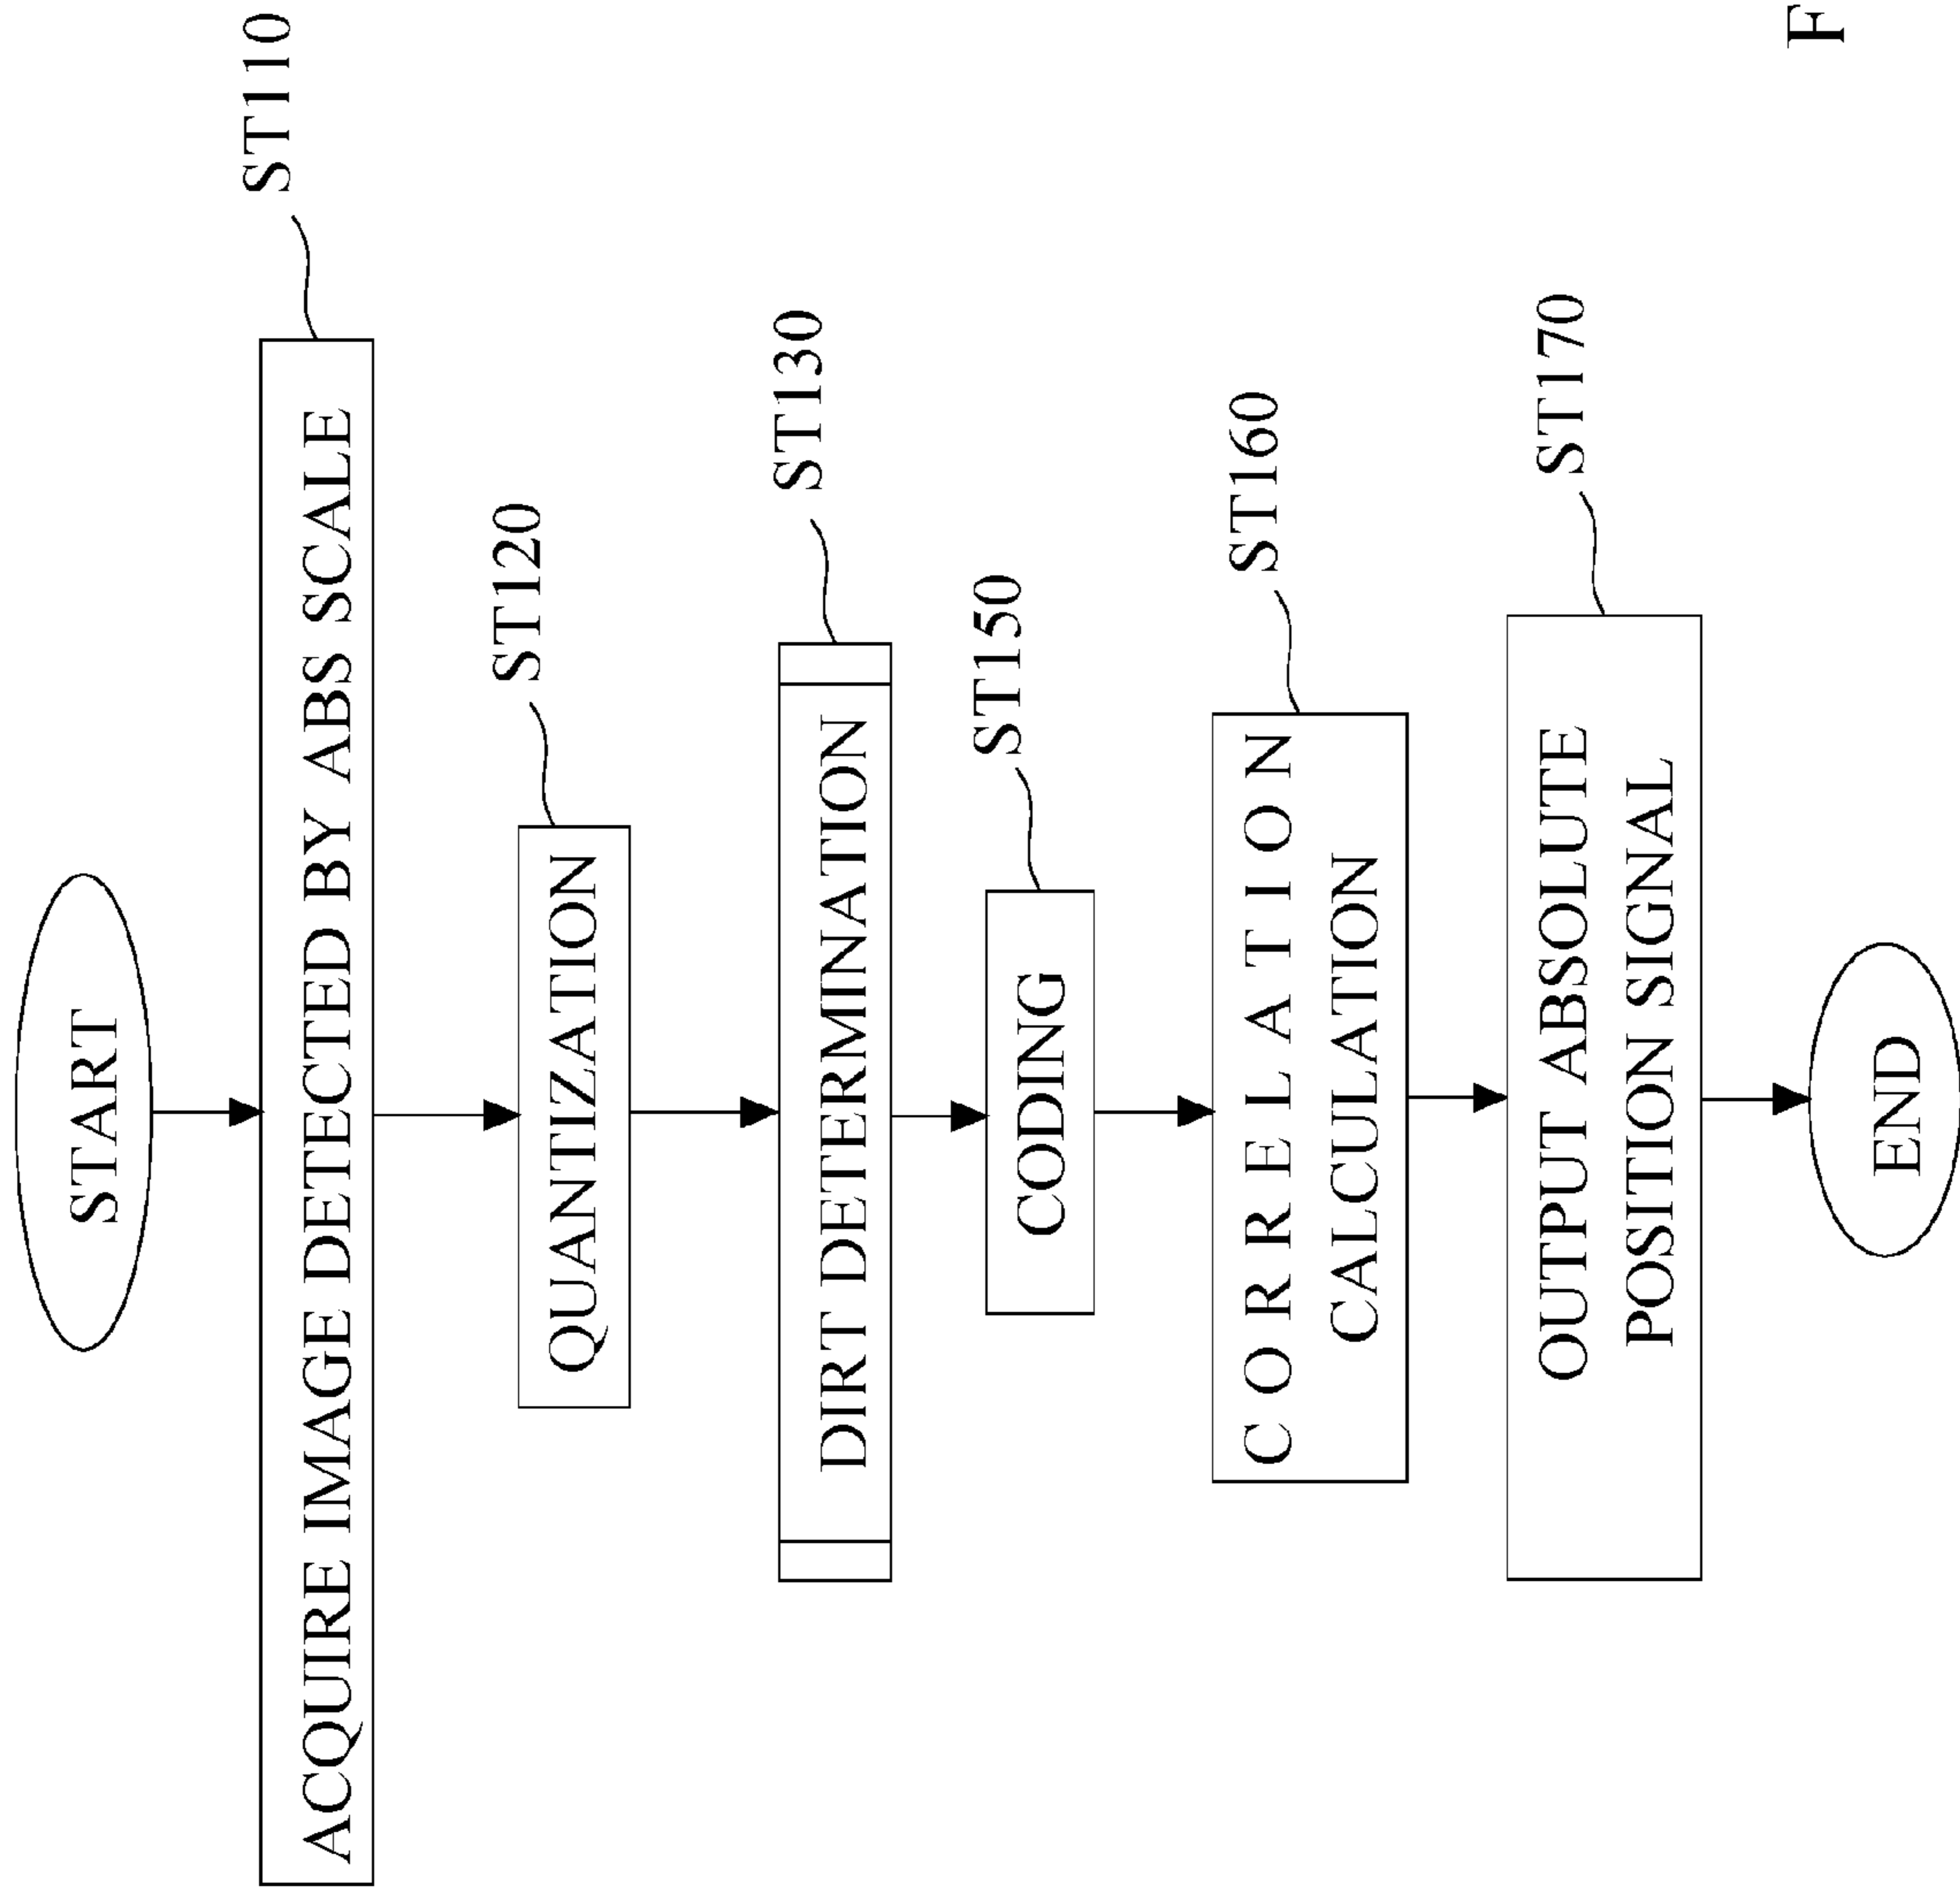 START
ACQUIRE IMAGE DETECTED BY ABS SCALE
ST110
QUANTIZATION
ST120
DIRT DETERMINATION
ST130
CODING
ST150
C O R R E L A T I O N
CALCULATION
ST160
OUTPUT ABSOLUTE
POSITION SIGNAL
ST170
END
F